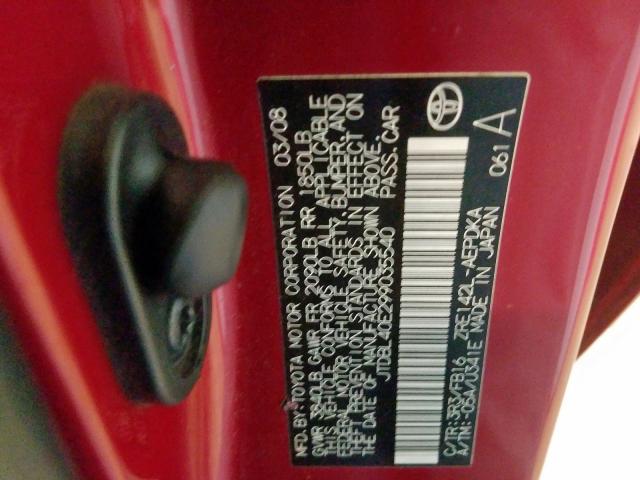 MFD. BY: TOYOTA MOTOR CORPORATION 03/08
GVWR 3840LB GAWR FR 2020LB RR 1850LB
THIS VEHICLE CONFORMS TO ALL APPLICABLE
FEDERAL MOTOR VEHICLE SAFETY, BUMPER, AND
THEFT PREVENTION STANDARDS IN EFFECT ON
THE DATE OF MANUFACTURE SHOWN ABOVE.
JTDBL40E299035540 PASS. CAR
C/TR: 3R3/FB16 ZRE142L-AEPDKA 061 A
A/TM: -05A/U341E MADE IN JAPAN